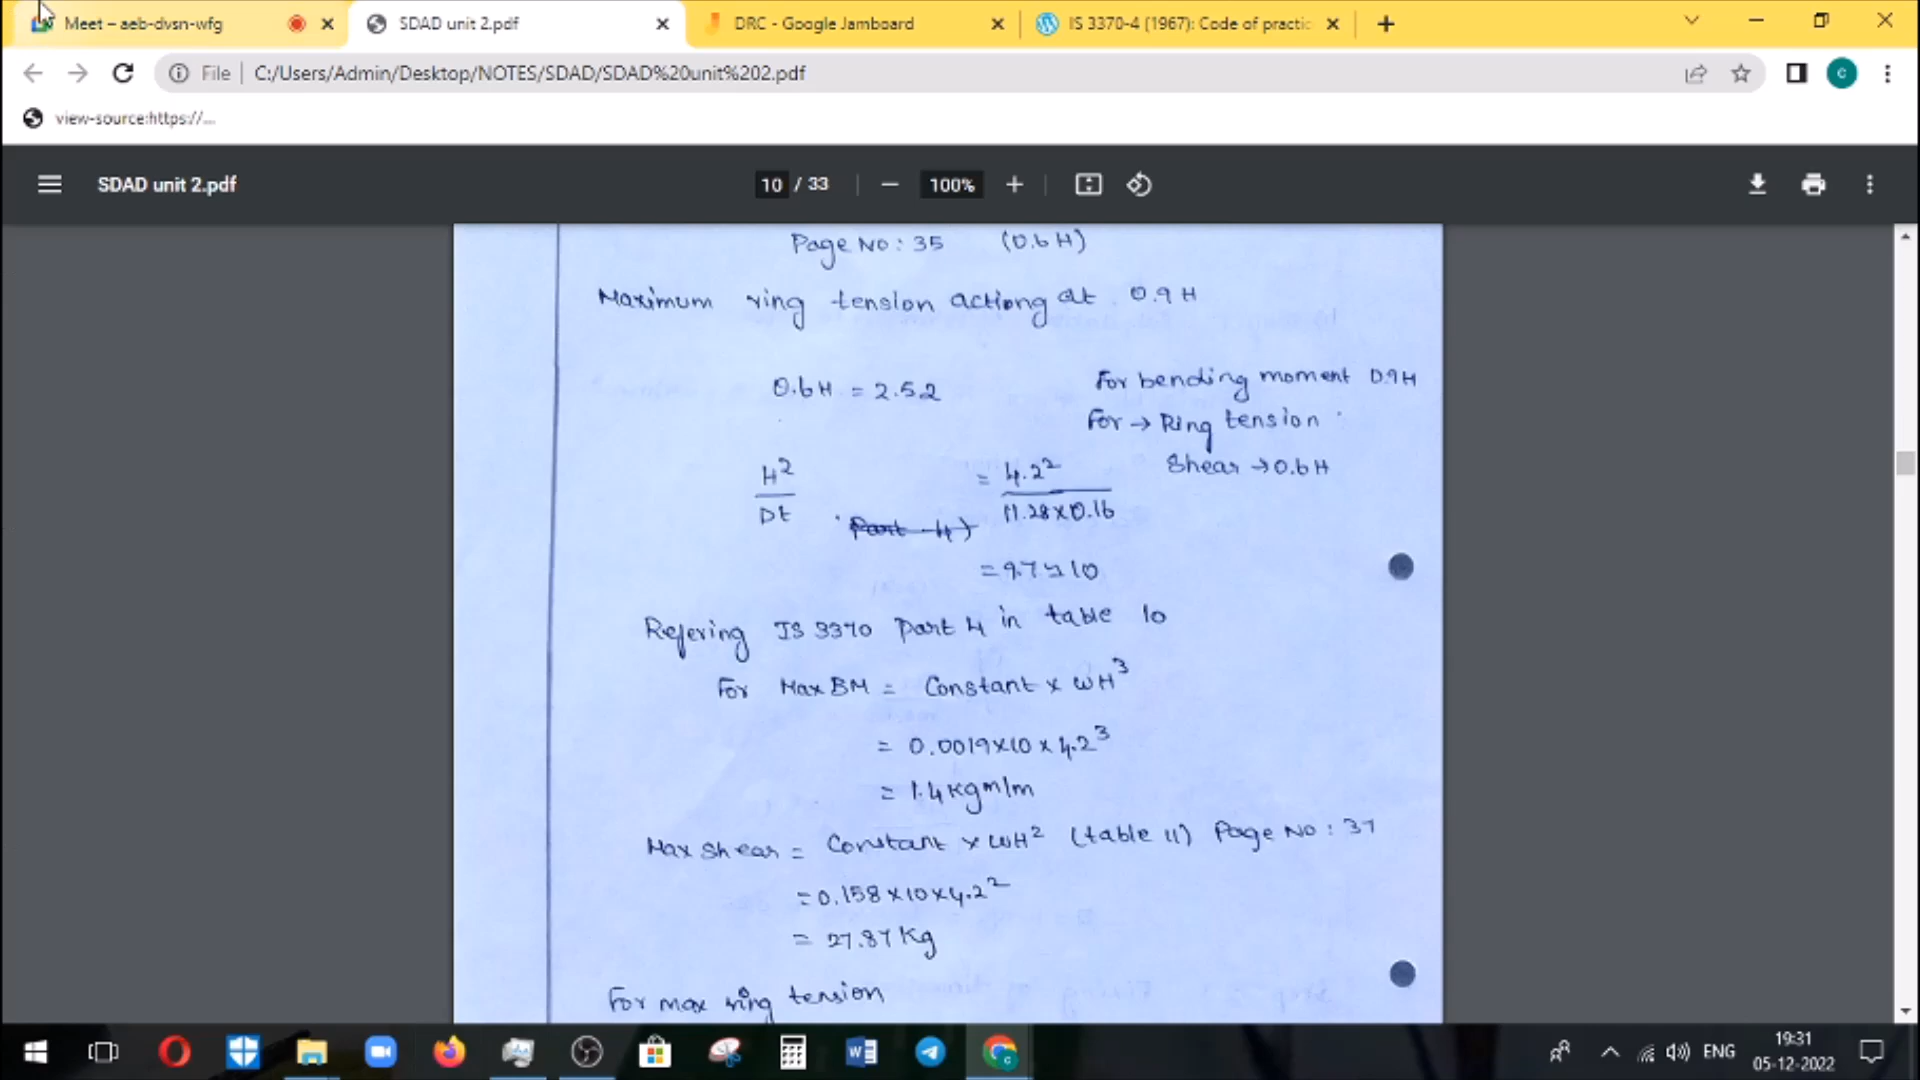 Meet – aeb-dvsn-wfg
SDAD unit 2.pdf
DRC - Google Jamboard
IS 3370-4 (1967): Code of practic
File
C:/Users/Admin/Desktop/NOTES/SDAD/SDAD%20unit%202.pdf
C
view-source:https://...
SDAD unit 2.pdf
10 / 33
100%
Page No : 35 (0.6 H)
Maximum ring tension actiong at 0.9 H
0.6H = 2.52
For bending moment 0.9H
For → Ring tension
Shear → 0.6H
H² / Dt = 4.2² / 11.28 x 0.16
Part - 4)
= 9.7 ≃ 10
Refering IS 3370 Part 4 in table 10
For Max BM = Constant x wH³
= 0.0019 x 10 x 4.2³
= 1.4 Kg m/m
Max Shear = Constant x wH² (table 11) Page No : 37
= 0.158 x 10 x 4.2²
= 27.87 Kg
For max ring tension
ENG
19:31
05-12-2022